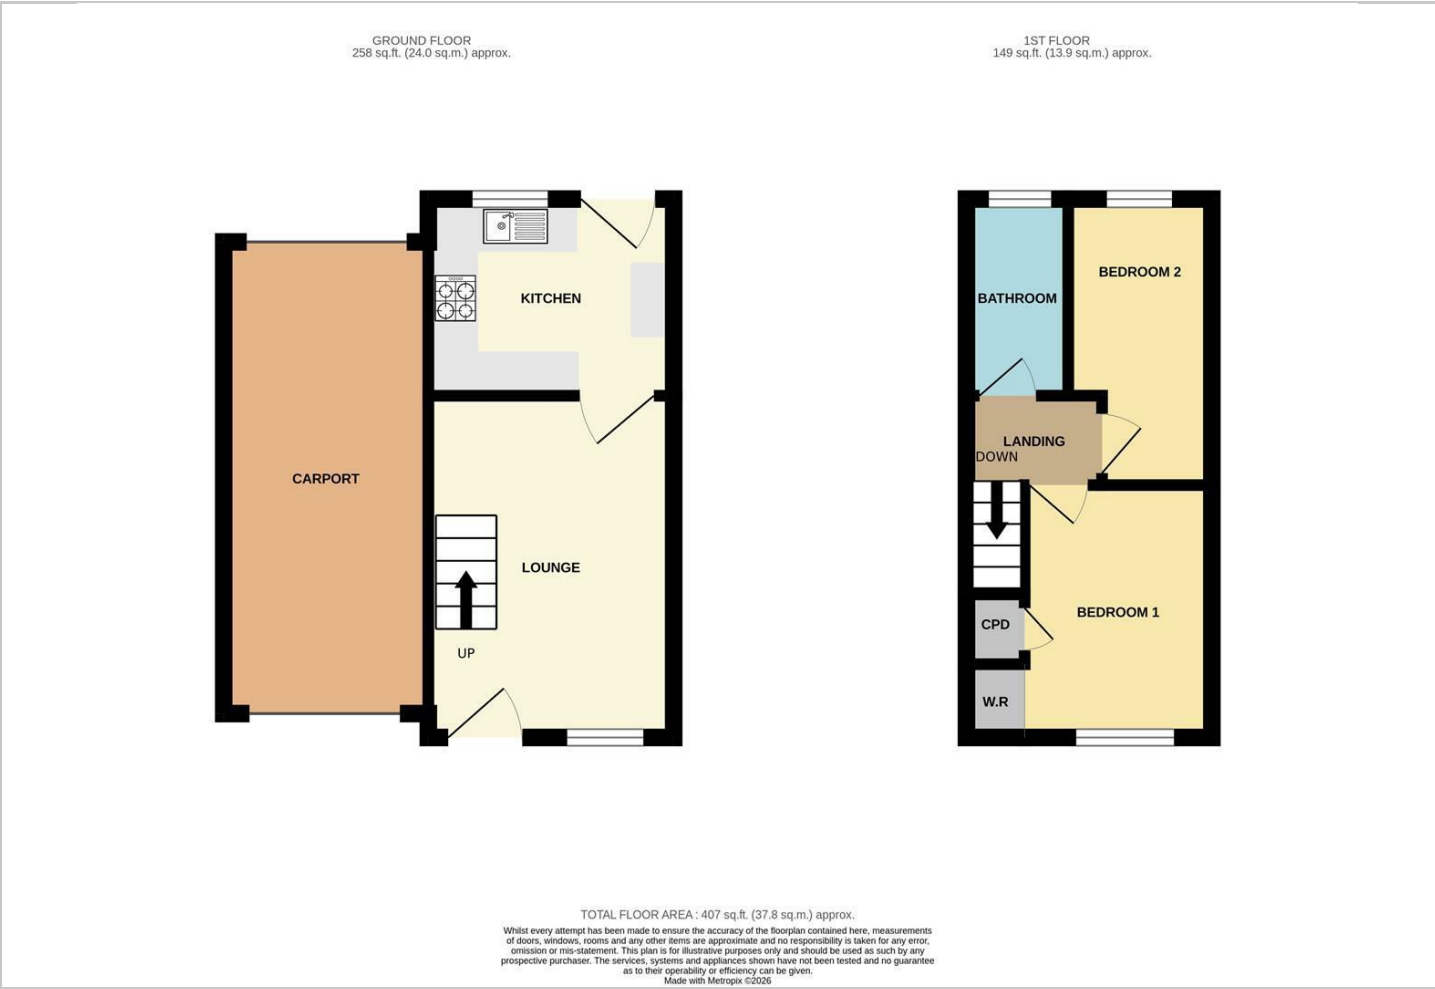 GROUND FLOOR
258 sq.ft. (24.0 sq.m.) approx.
1ST FLOOR
149 sq.ft. (13.9 sq.m.) approx.
KITCHEN
CARPORT
LOUNGE
UP
BATHROOM
BEDROOM 2
LANDING
DOWN
BEDROOM 1
CPD
W.R
TOTAL FLOOR AREA : 407 sq.ft. (37.8 sq.m.) approx.
Whilst every attempt has been made to ensure the accuracy of the floorplan contained here, measurements
of doors, windows, rooms and any other items are approximate and no responsibility is taken for any error,
omission or mis-statement. This plan is for illustrative purposes only and should be used as such by any
prospective purchaser. The services, systems and appliances shown have not been tested and no guarantee
as to their operability or efficiency can be given.
Made with Metropix ©2026